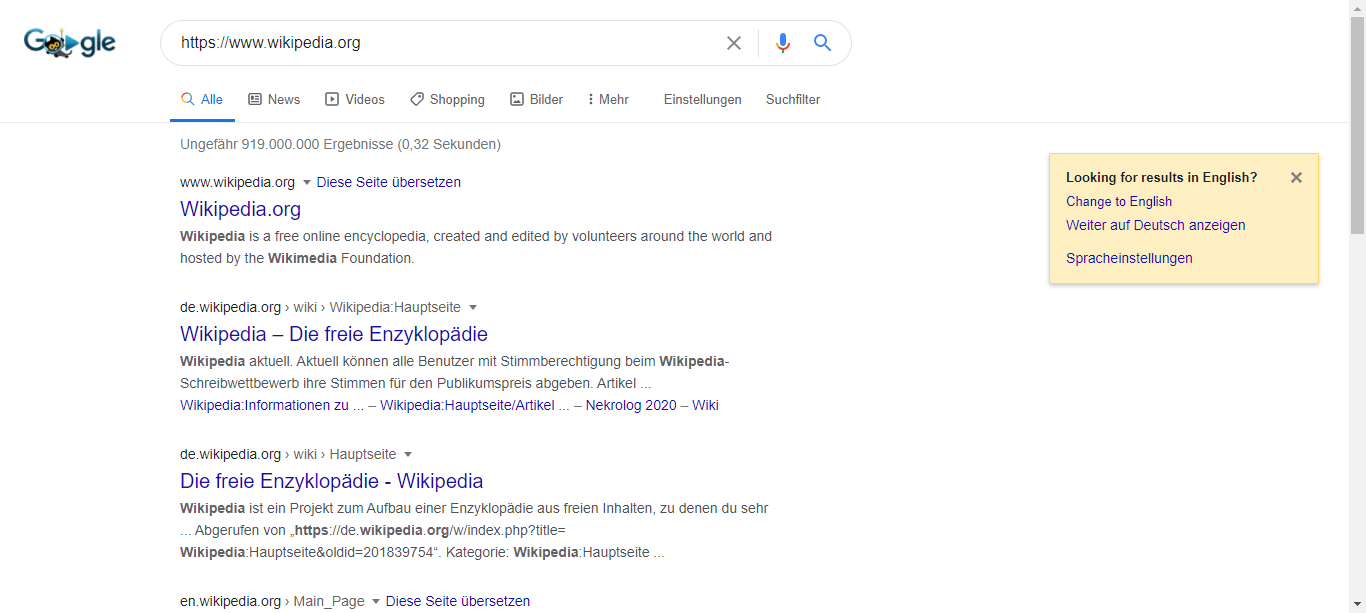 Google
https://www.wikipedia.org
Alle News Videos Shopping Bilder Mehr Einstellungen Suchfilter
Ungefähr 919.000.000 Ergebnisse (0,32 Sekunden)
www.wikipedia.org Diese Seite übersetzen
Wikipedia.org
Wikipedia is a free online encyclopedia, created and edited by volunteers around the world and
hosted by the Wikimedia Foundation.
de.wikipedia.org › wiki › Wikipedia:Hauptseite
Wikipedia – Die freie Enzyklopädie
Wikipedia aktuell. Aktuell können alle Benutzer mit Stimmberechtigung beim Wikipedia-
Schreibwettbewerb ihre Stimmen für den Publikumspreis abgeben. Artikel ...
Wikipedia:Informationen zu ... – Wikipedia:Hauptseite/Artikel ... – Nekrolog 2020 – Wiki
de.wikipedia.org › wiki › Hauptseite
Die freie Enzyklopädie - Wikipedia
Wikipedia ist ein Projekt zum Aufbau einer Enzyklopädie aus freien Inhalten, zu denen du sehr
... Abgerufen von „https://de.wikipedia.org/w/index.php?title=
Wikipedia:Hauptseite&oldid=201839754“. Kategorie: Wikipedia:Hauptseite ...
en.wikipedia.org › Main_Page Diese Seite übersetzen
Looking for results in English?
Change to English
Weiter auf Deutsch anzeigen
Spracheinstellungen